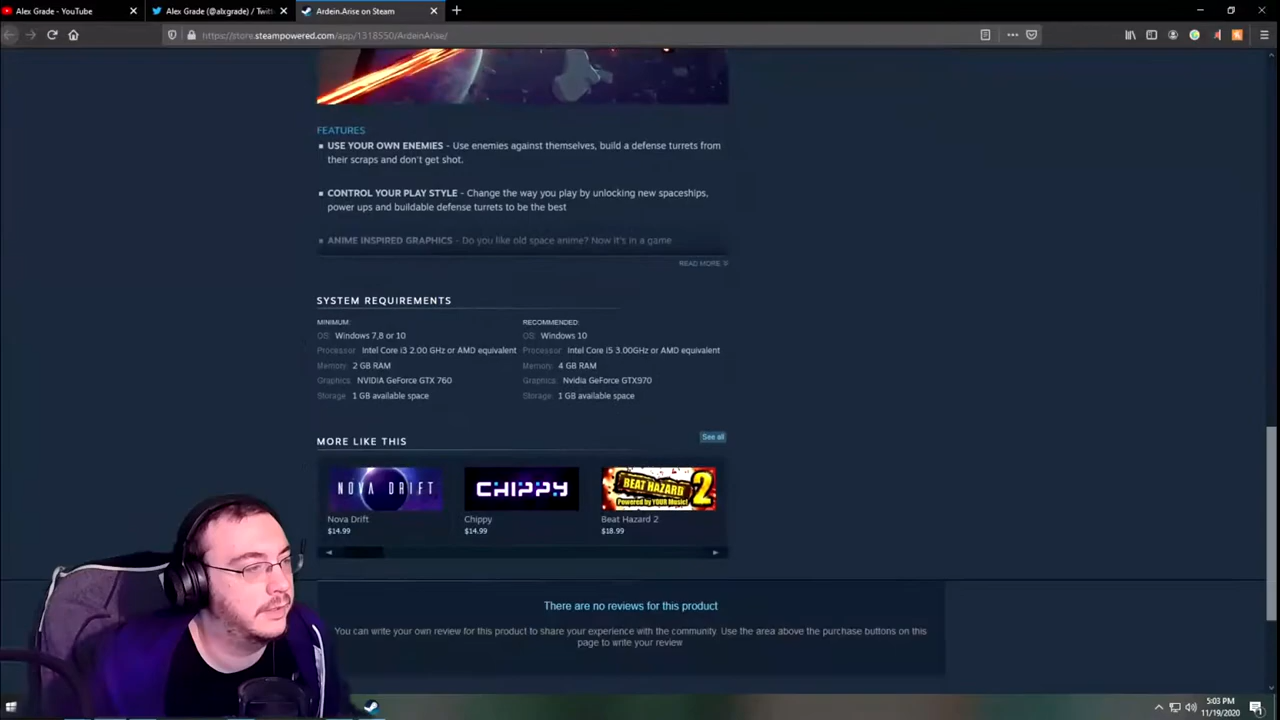 Alex Grade - YouTube
Alex Grade (@alxgrade) / Twitt
Ardein.Arise on Steam
https://store.steampowered.com/app/1318550/ArdeinArise/
FEATURES
USE YOUR OWN ENEMIES - Use enemies against themselves, build a defense turrets from
their scraps and don't get shot.
CONTROL YOUR PLAY STYLE - Change the way you play by unlocking new spaceships,
power ups and buildable defense turrets to be the best
ANIME INSPIRED GRAPHICS - Do you like old space anime? Now it's in a game
READ MORE
SYSTEM REQUIREMENTS
MINIMUM: RECOMMENDED:
OS: Windows 7,8 or 10 OS: Windows 10
Processor: Intel Core i3 2.00 GHz or AMD equivalent Processor: Intel Core i5 3.00GHz or AMD equivalent
Memory: 2 GB RAM Memory: 4 GB RAM
Graphics: NVIDIA GeForce GTX 760 Graphics: Nvidia GeForce GTX970
Storage: 1 GB available space Storage: 1 GB available space
MORE LIKE THIS See all
NOVA DRIFT CHIPPY BEAT HAZARD 2
Powered by YOUR Music!
Nova Drift Chippy Beat Hazard 2
$14.99 $14.99 $18.99
There are no reviews for this product
You can write your own review for this product to share your experience with the community. Use the area above the purchase buttons on this
page to write your review
5:03 PM
11/19/2020